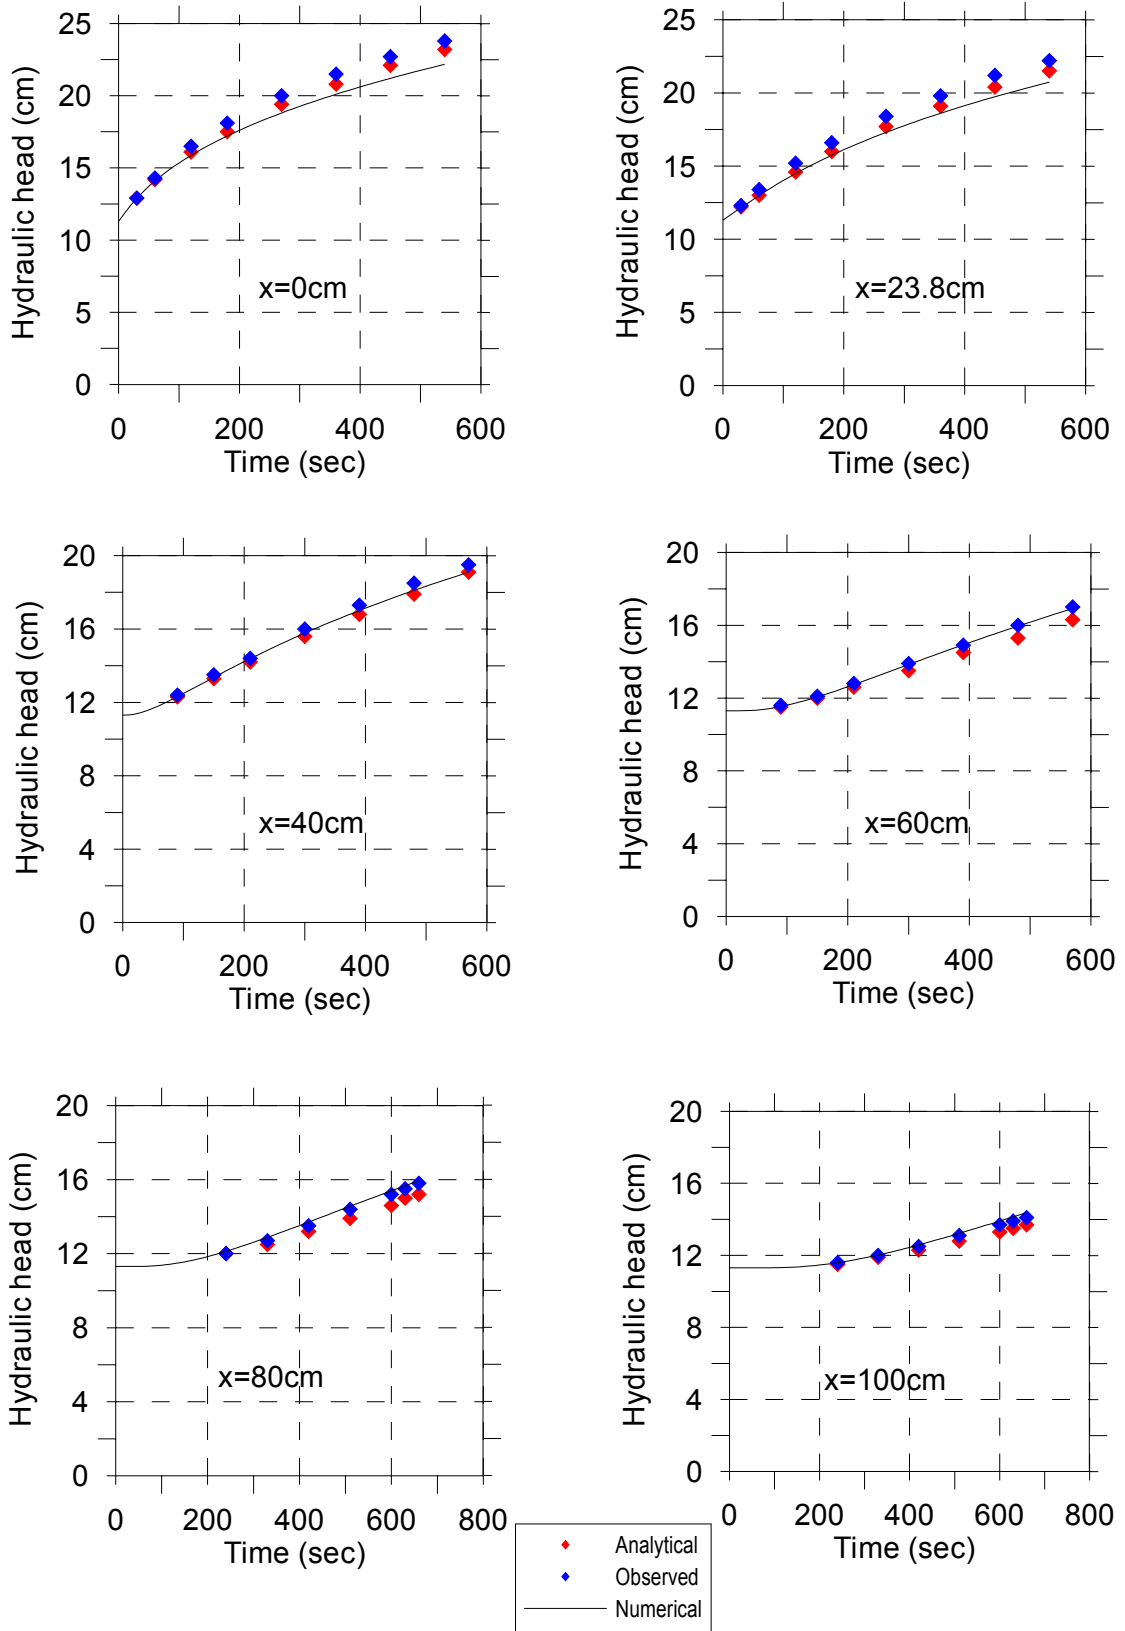 25
20
15
10
5
0
Hydraulic head (cm)
x=0cm
0 200 400 600
Time (sec)
25
20
15
10
5
0
Hydraulic head (cm)
x=23.8cm
0 200 400 600
Time (sec)
20
16
12
8
4
0
Hydraulic head (cm)
x=40cm
0 200 400 600
Time (sec)
20
16
12
8
4
0
Hydraulic head (cm)
x=60cm
0 200 400 600
Time (sec)
20
16
12
8
4
0
Hydraulic head (cm)
x=80cm
0 200 400 600 800
Time (sec)
20
16
12
8
4
0
Hydraulic head (cm)
x=100cm
0 200 400 600 800
Time (sec)
Analytical
Observed
Numerical